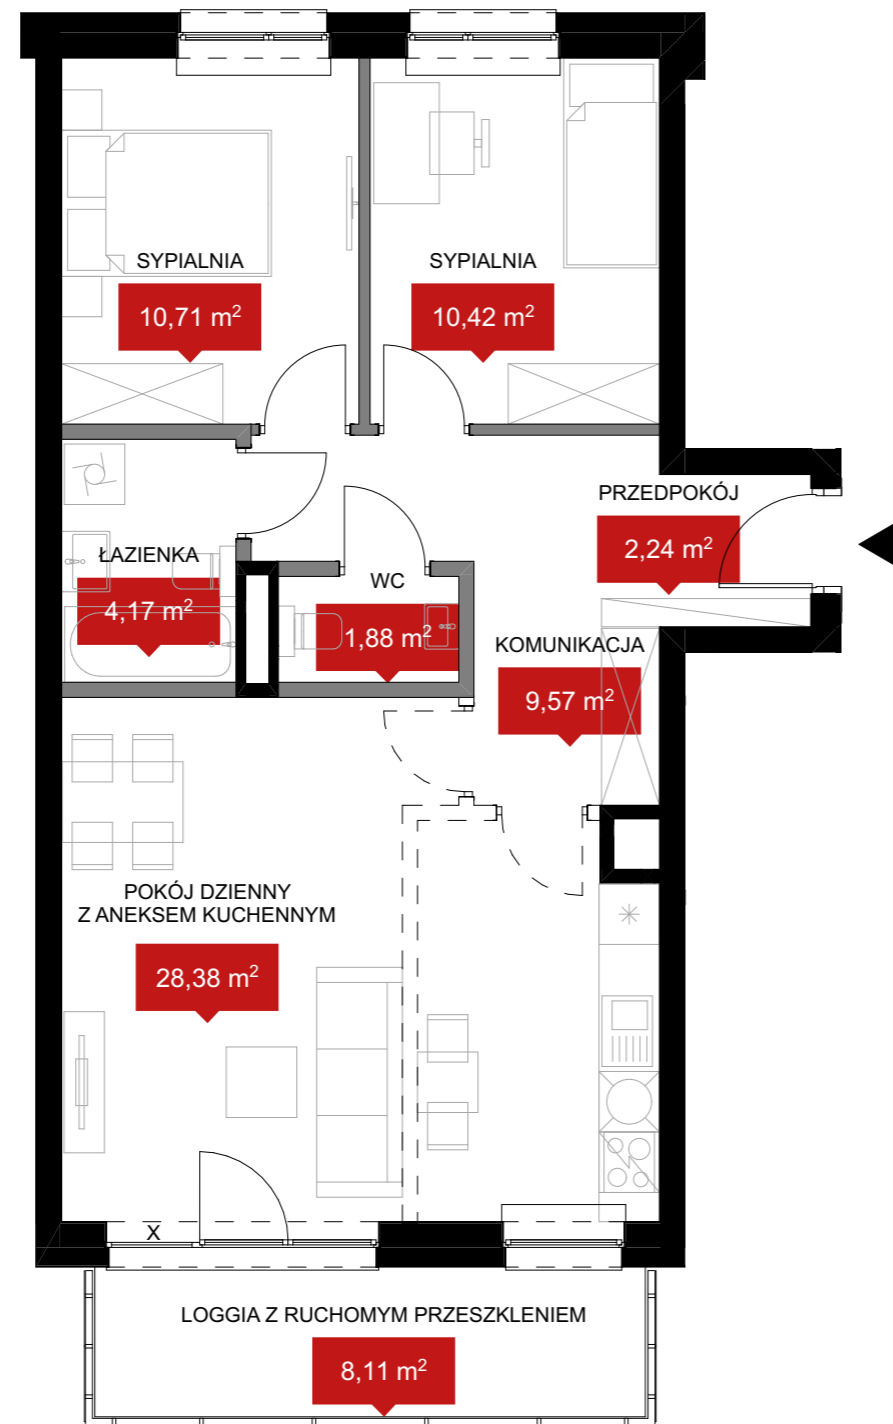 SYPIALNIA
10,71 m²
SYPIALNIA
10,42 m²
PRZEDPOKÓJ
2,24 m²
ŁAZIENKA
4,17 m²
WC
1,88 m²
KOMUNIKACJA
9,57 m²
POKÓJ DZIENNY
Z ANEKSEM KUCHENNYM
28,38 m²
X
LOGGIA Z RUCHOMYM PRZESZKLENIEM
8,11 m²